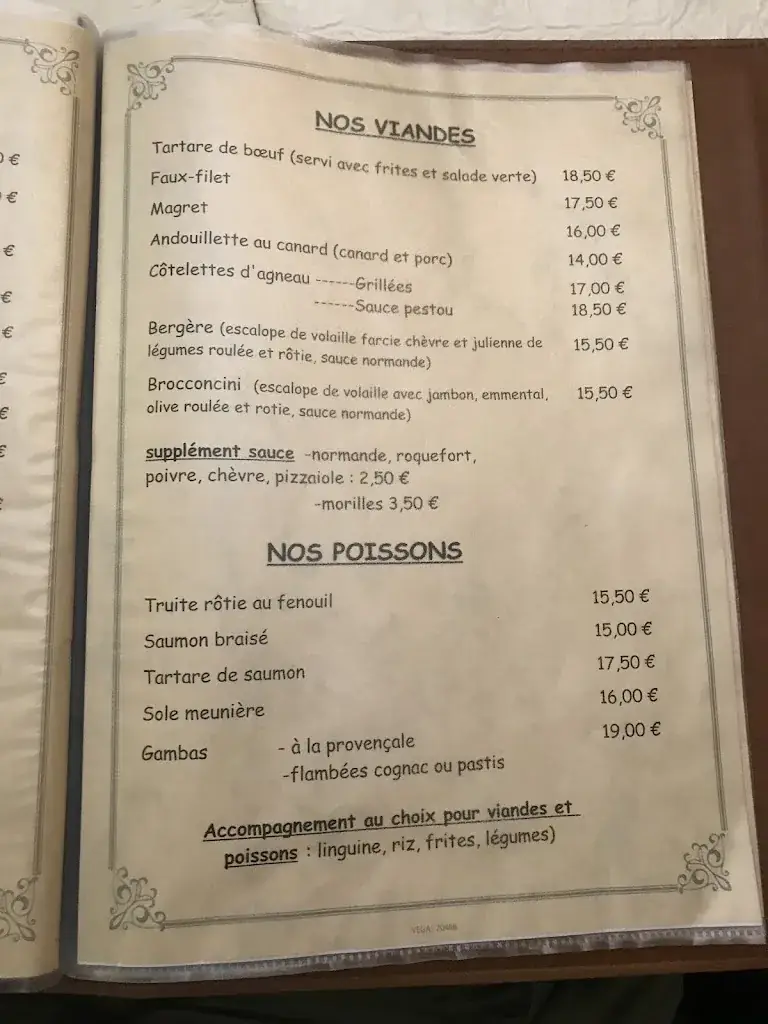 NOS VIANDES
Tartare de bœuf (servi avec frites et salade verte) 18,50 €
Faux-filet 17,50 €
Magret 16,00 €
Andouillette au canard (canard et porc) 14,00 €
Côtelettes d'agneau ------Grillées 17,00 €
------Sauce pestou 18,50 €
Bergère (escalope de volaille farcie chèvre et julienne de 15,50 €
légumes roulée et rôtie, sauce normande)
Brocconcini (escalope de volaille avec jambon, emmental, 15,50 €
olive roulée et rotie, sauce normande)
supplément sauce -normande, roquefort,
poivre, chèvre, pizzaiole : 2,50 €
-morilles 3,50 €
NOS POISSONS
Truite rôtie au fenouil 15,50 €
Saumon braisé 15,00 €
Tartare de saumon 17,50 €
Sole meunière 16,00 €
Gambas - à la provençale 19,00 €
-flambées cognac ou pastis
Accompagnement au choix pour viandes et
poissons : linguine, riz, frites, légumes)